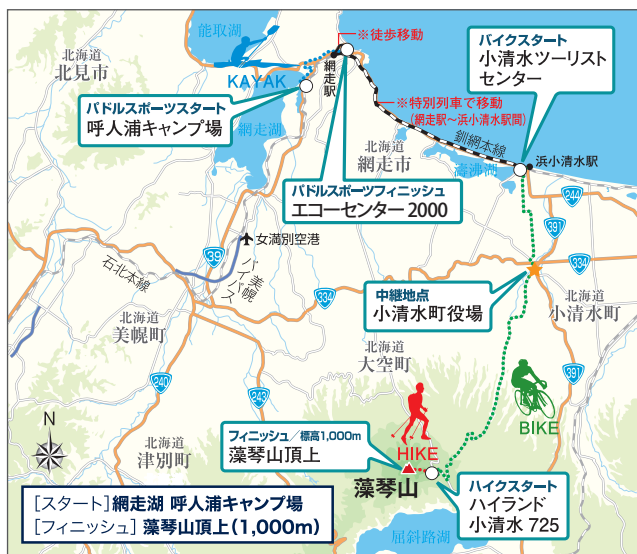 能取湖
※徒歩移動
バイクスタート
小清水ツーリスト
センター
北海道
北見市
KAYAK
網走駅
パドルスポーツスタート
呼人浦キャンプ場
※特別列車で移動
(網走駅〜浜小清水駅間)
網走湖
北海道
網走市
釧網本線
浜小清水駅
濤沸湖
パドルスポーツフィニッシュ
エコーセンター2000
244
391
女満別空港
39
334
石北本線
美幌バイパス
334
中継地点
小清水町役場
北海道
小清水町
北海道
美幌町
北海道
大空町
240
243
391
BIKE
N
フィニッシュ/標高1,000m
藻琴山頂上
HIKE
北海道
津別町
藻琴山
ハイクスタート
ハイランド
小清水725
[スタート]網走湖 呼人浦キャンプ場
[フィニッシュ]藻琴山頂上(1,000m)
屈斜路湖